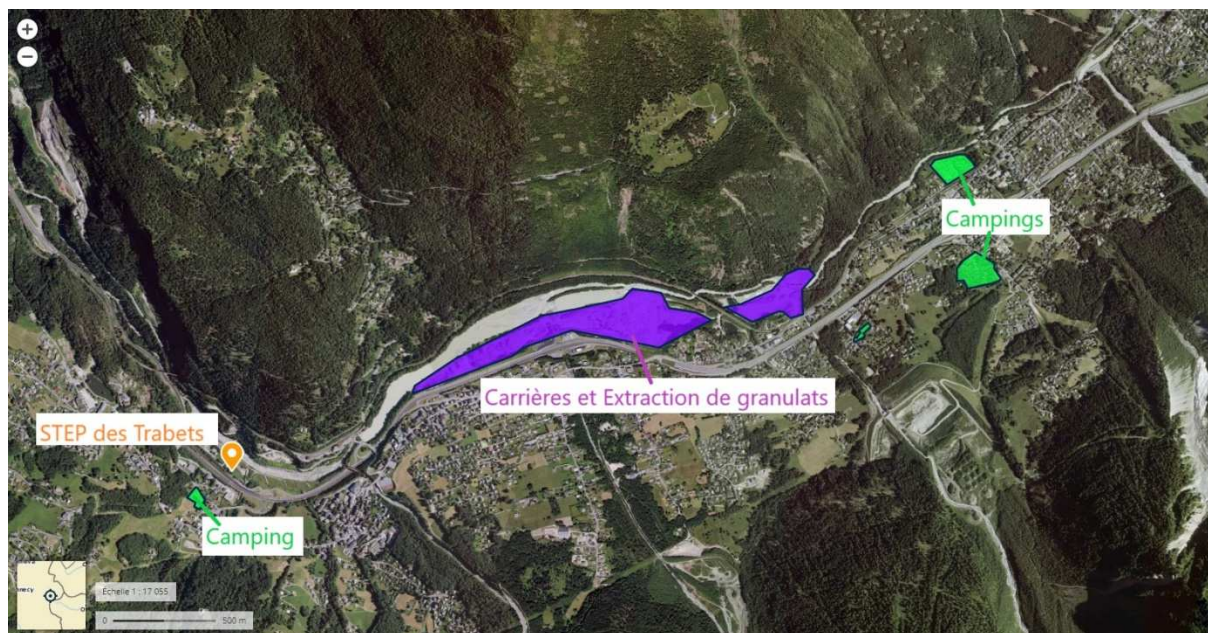 Campings
Carrières et Extraction de granulats
STEP des Trabets
Camping
Echelle 1 : 17 055
0 500 m